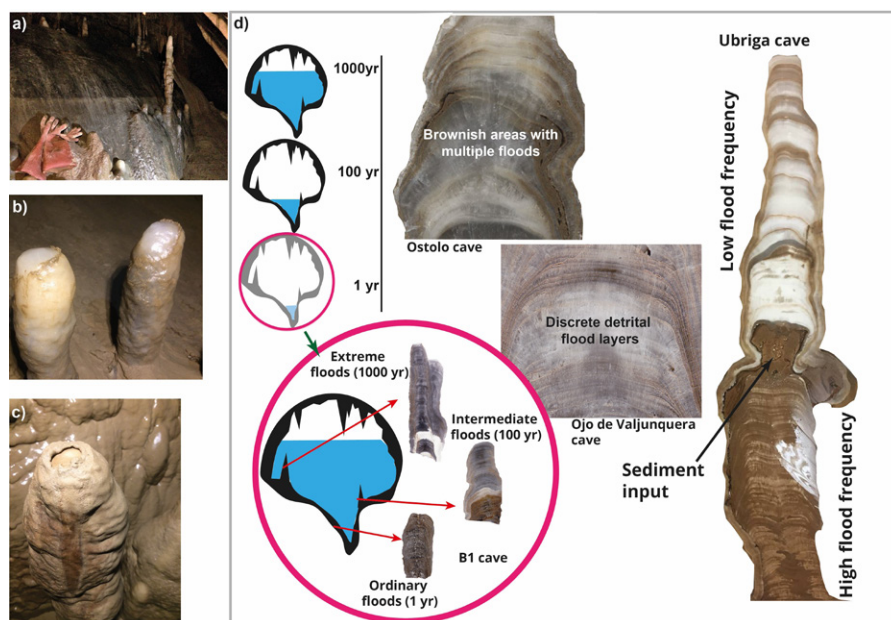 a)
b)
c)
d)
1000yr
100 yr
1 yr
Brownish areas with
multiple floods
Ostolo cave
Discrete detrital
flood layers
Ojo de Valjunquera
cave
Extreme
floods (1000 yr)
Intermediate
floods (100 yr)
B1 cave
Ordinary
floods (1 yr)
Ubriga cave
Low flood frequency
Sediment
input
High flood frequency